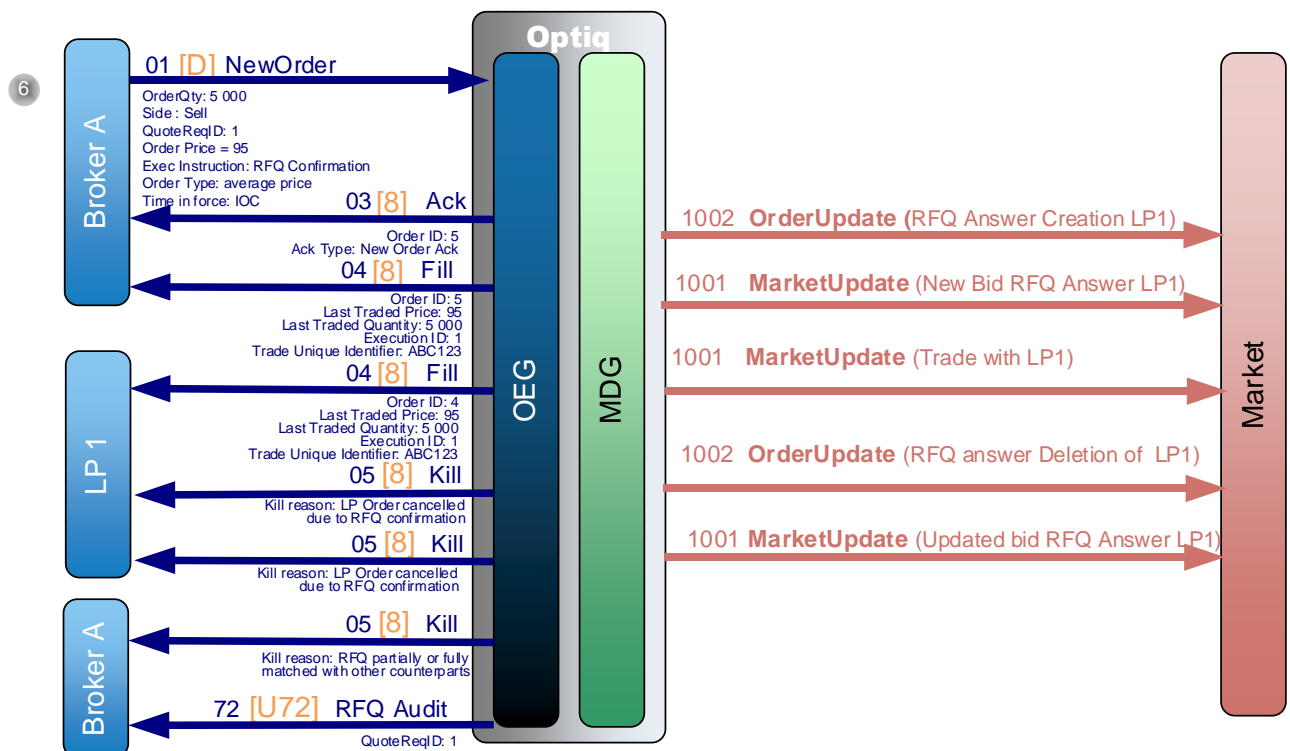 Optiq
6
Broker A
01 [D] NewOrder
OrderQty: 5 000
Side : Sell
QuoteReqID: 1
Order Price = 95
Exec Instruction: RFQ Confirmation
Order Type: average price
Time in force: IOC
03 [8] Ack
Order ID: 5
Ack Type: New Order Ack
04 [8] Fill
Order ID: 5
Last Traded Price: 95
Last Traded Quantity: 5 000
Execution ID: 1
Trade Unique Identifier: ABC123
LP 1
04 [8] Fill
Order ID: 4
Last Traded Price: 95
Last Traded Quantity: 5 000
Execution ID: 1
Trade Unique Identifier: ABC123
05 [8] Kill
Kill reason: LP Order cancelled
due to RFQ confirmation
05 [8] Kill
Kill reason: LP Order cancelled
due to RFQ confirmation
Broker A
05 [8] Kill
Kill reason: RFQ partially or fully
matched with other counterparts
72 [U72] RFQ Audit
QuoteReqID: 1
OEG
MDG
1002 OrderUpdate (RFQ Answer Creation LP1)
1001 MarketUpdate (New Bid RFQ Answer LP1)
1001 MarketUpdate (Trade with LP1)
1002 OrderUpdate (RFQ answer Deletion of LP1)
1001 MarketUpdate (Updated bid RFQ Answer LP1)
Market